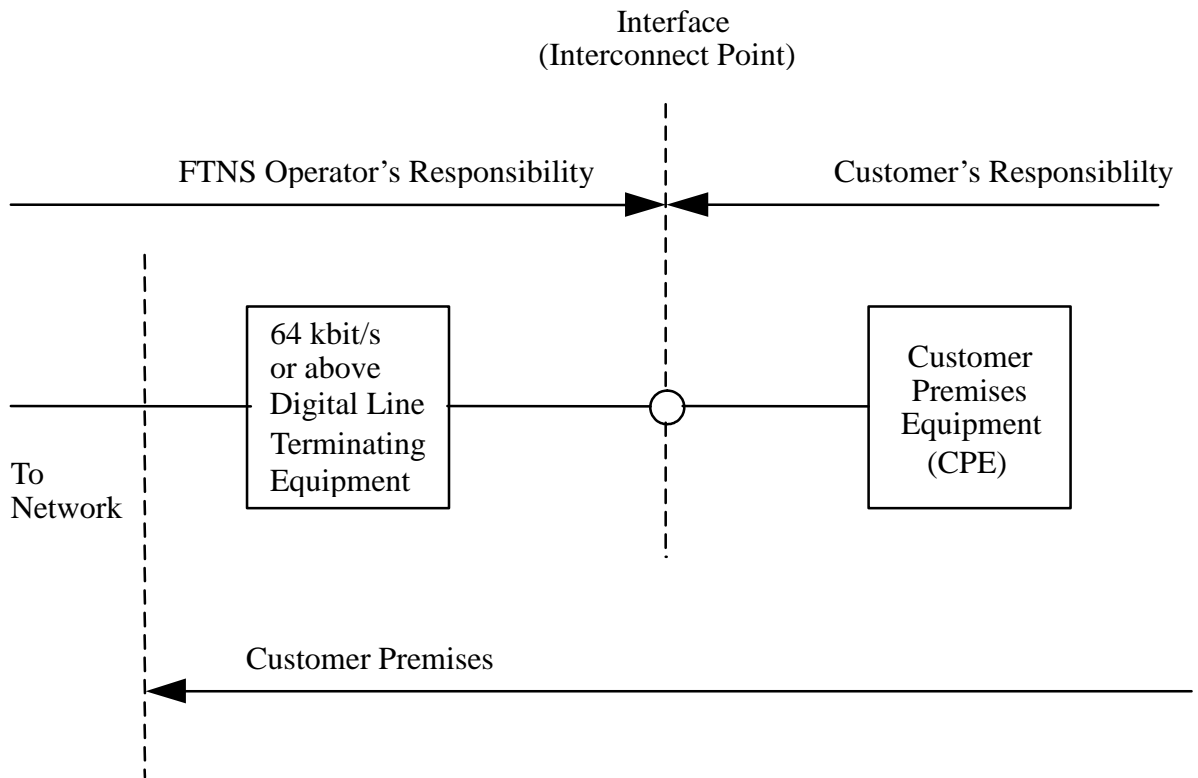 Interface
(Interconnect Point)
FTNS Operator’s Responsibility
Customer’s Responsiblilty
64 kbit/s
or above
Digital Line
Terminating
Equipment
Customer
Premises
Equipment
(CPE)
To
Network
Customer Premises